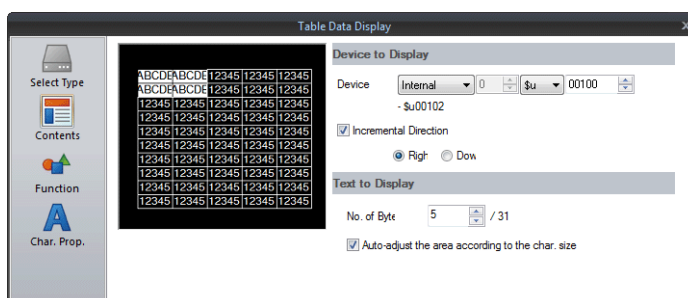 Table Data Display
Select Type
Contents
Function
Char. Prop.
ABCDE ABCDE 12345 12345 12345
ABCDE ABCDE 12345 12345 12345
12345 12345 12345 12345 12345
12345 12345 12345 12345 12345
12345 12345 12345 12345 12345
12345 12345 12345 12345 12345
12345 12345 12345 12345 12345
12345 12345 12345 12345 12345
12345 12345 12345 12345 12345
12345 12345 12345 12345 12345
Device to Display
Device Internal 0 $u 00100
- $u00102
Incremental Direction
Righ Dow
Text to Display
No. of Byte 5 / 31
Auto-adjust the area according to the char. size